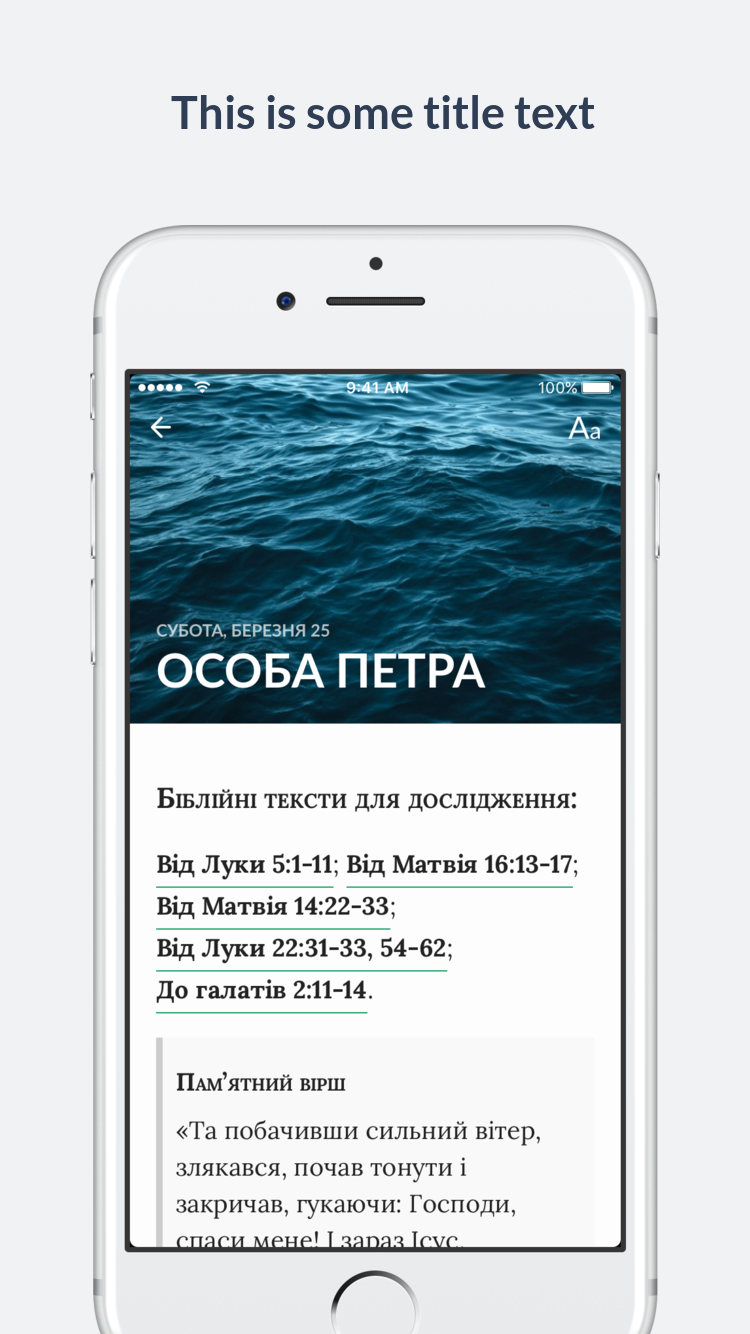 This is some title text
9:41 AM
100%
Aa
СУБОТА, БЕРЕЗНЯ 25
ОСОБА ПЕТРА
Біблійні тексти для дослідження:
Від Луки 5:1-11; Від Матвія 16:13-17;
Від Матвія 14:22-33;
Від Луки 22:31-33, 54-62;
До галатів 2:11-14.
Пам’ятний вірш
«Та побачивши сильний вітер,
злякався, почав тонути і
закричав, гукаючи: Господи,
спаси мене! І зараз Ісус,